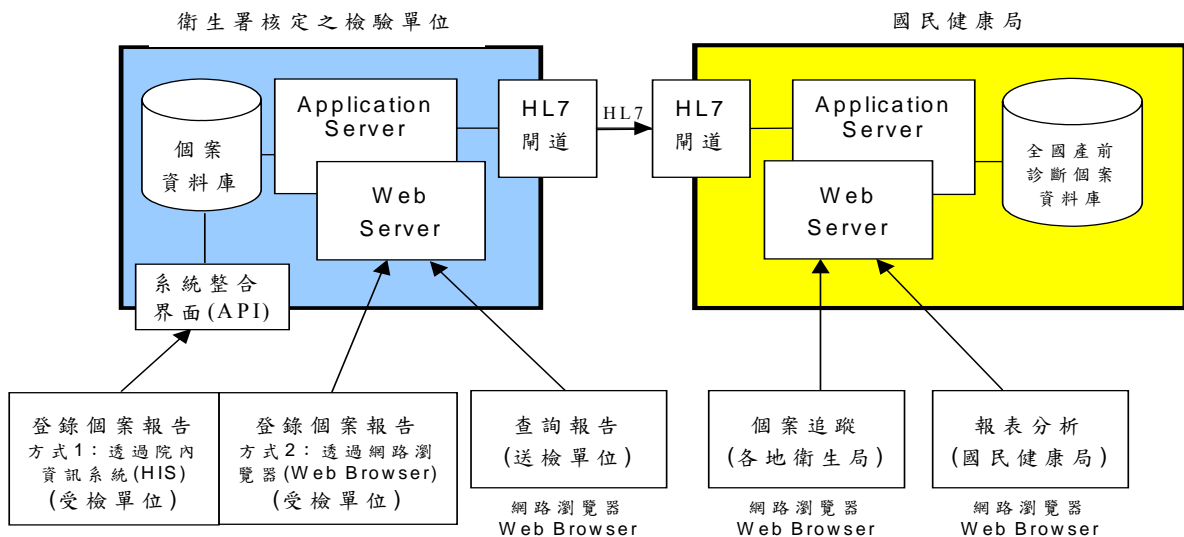 衛生署核定之檢驗單位
國民健康局
個案
資料庫
Application
Server
Web
Server
HL7
閘道
HL7
HL7
閘道
Application
Server
Web
Server
全國產前
診斷個案
資料庫
系統整合
界面(API)
登錄個案報告
方式1：透過院內
資訊系統(HIS)
(受檢單位)
登錄個案報告
方式2：透過網路瀏
覽器(Web Browser)
(受檢單位)
查詢報告
(送檢單位)
網路瀏覽器
Web Browser
個案追蹤
(各地衛生局)
網路瀏覽器
Web Browser
報表分析
(國民健康局)
網路瀏覽器
Web Browser